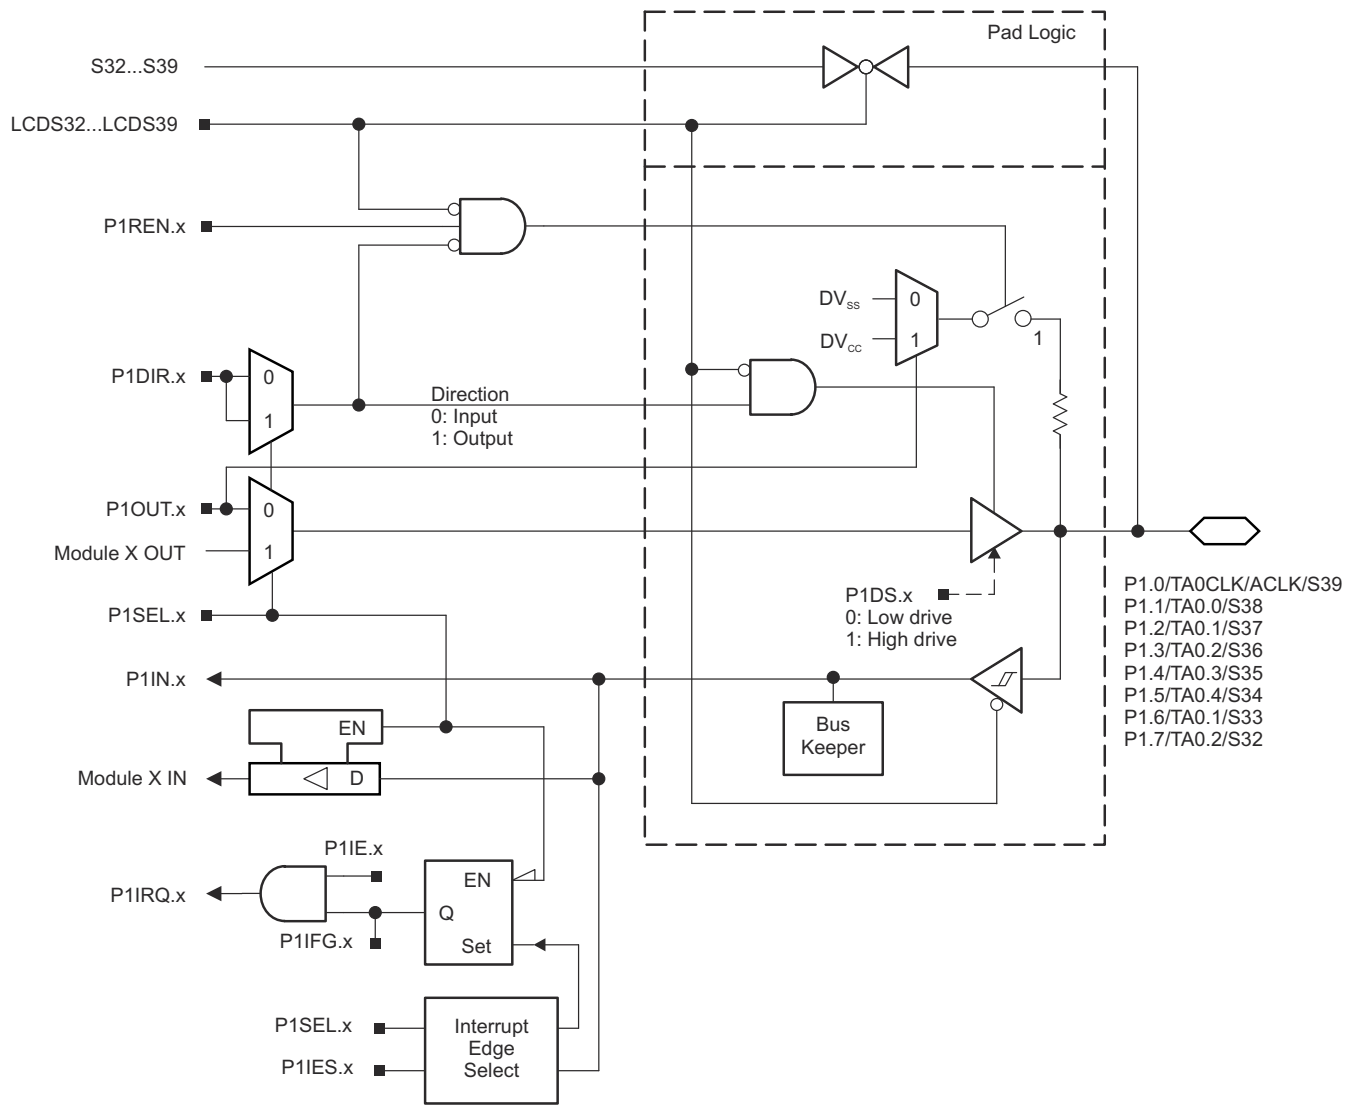 Pad Logic
S32...S39
LCDS32...LCDS39
P1REN.x
DVSS
0
DVCC
1
1
P1DIR.x
0
1
Direction
0: Input
1: Output
P1OUT.x
0
Module X OUT
1
P1SEL.x
P1DS.x
0: Low drive
1: High drive
P1.0/TA0CLK/ACLK/S39
P1.1/TA0.0/S38
P1.2/TA0.1/S37
P1.3/TA0.2/S36
P1.4/TA0.3/S35
P1.5/TA0.4/S34
P1.6/TA0.1/S33
P1.7/TA0.2/S32
P1IN.x
Bus
Keeper
EN
Module X IN
D
P1IE.x
EN
P1IRQ.x
Q
P1IFG.x
Set
P1SEL.x
P1IES.x
Interrupt
Edge
Select